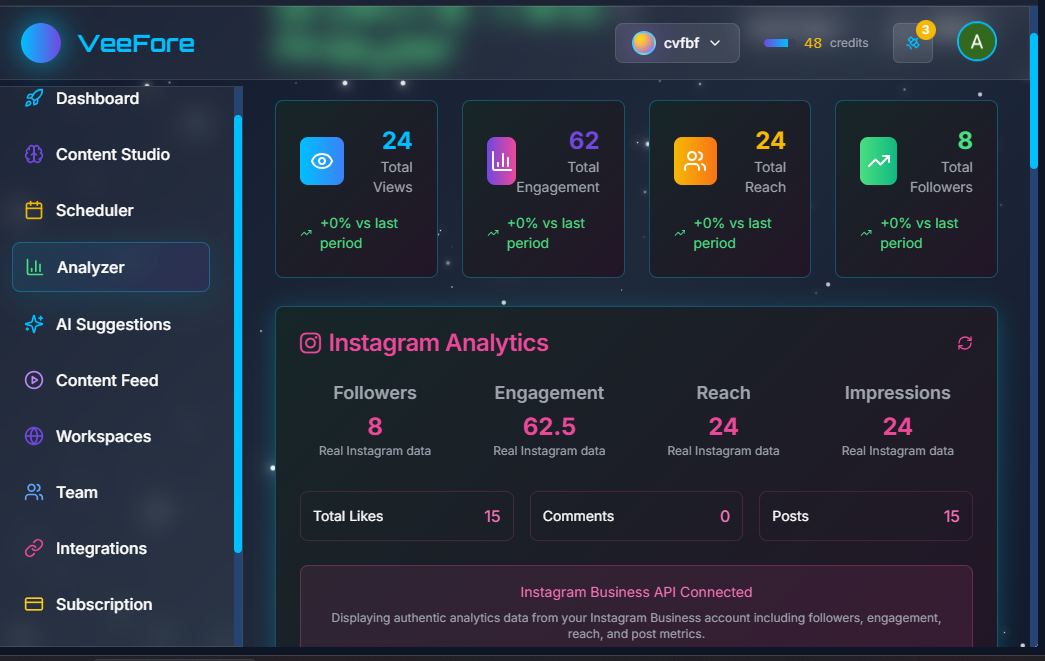 VeeFore
cvfbf
48 credits
3
A
Dashboard
Content Studio
Scheduler
Analyzer
AI Suggestions
Content Feed
Workspaces
Team
Integrations
Subscription
24
Total
Views
+0% vs last
period
62
Total
Engagement
+0% vs last
period
24
Total
Reach
+0% vs last
period
8
Total
Followers
+0% vs last
period
Instagram Analytics
Followers
8
Real Instagram data
Engagement
62.5
Real Instagram data
Reach
24
Real Instagram data
Impressions
24
Real Instagram data
Total Likes 15
Comments 0
Posts 15
Instagram Business API Connected
Displaying authentic analytics data from your Instagram Business account including followers, engagement,
reach, and post metrics.